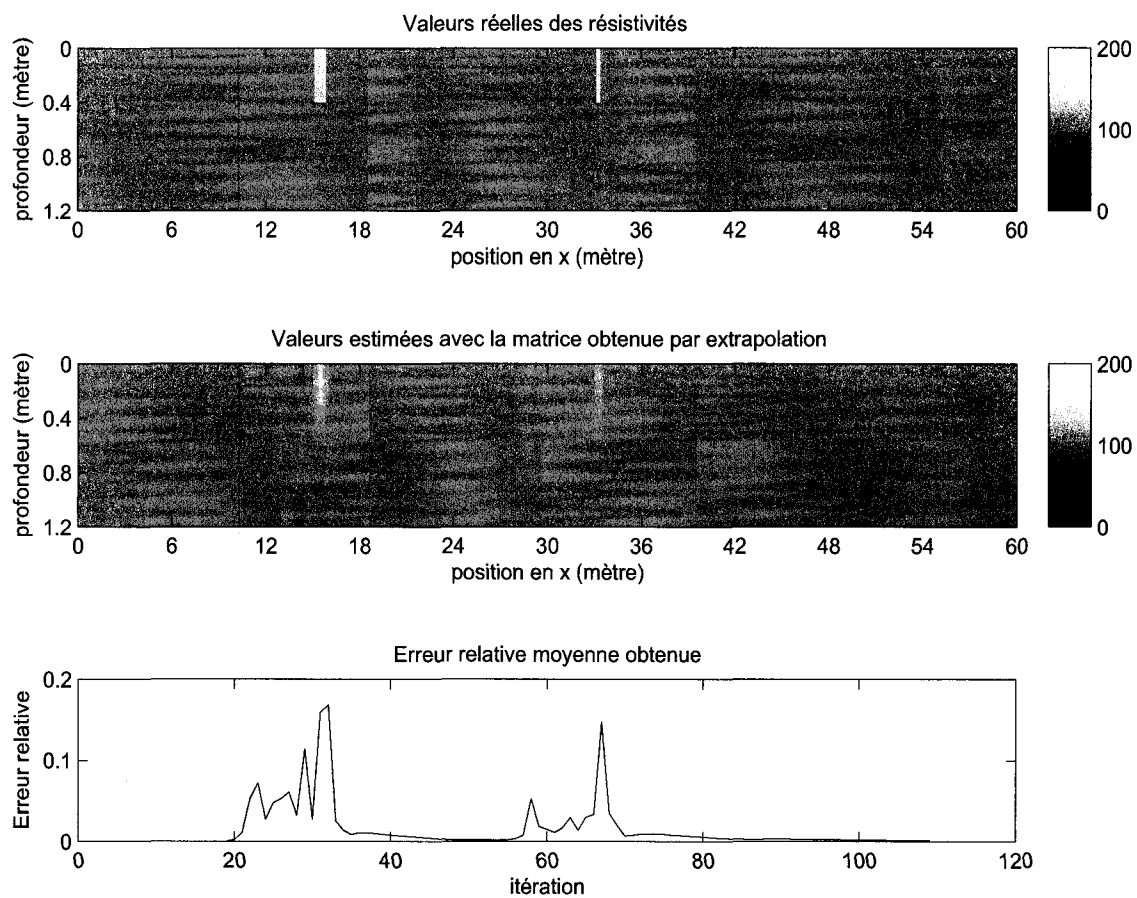 Valeurs réelles des résistivités
profondeur (mètre)
0
0.4
0.8
1.2
0 6 12 18 24 30 36 42 48 54 60
position en x (mètre)
200
100
0
Valeurs estimées avec la matrice obtenue par extrapolation
profondeur (mètre)
0
0.4
0.8
1.2
0 6 12 18 24 30 36 42 48 54 60
position en x (mètre)
200
100
0
Erreur relative moyenne obtenue
Erreur relative
0.2
0.1
0
0 20 40 60 80 100 120
itération